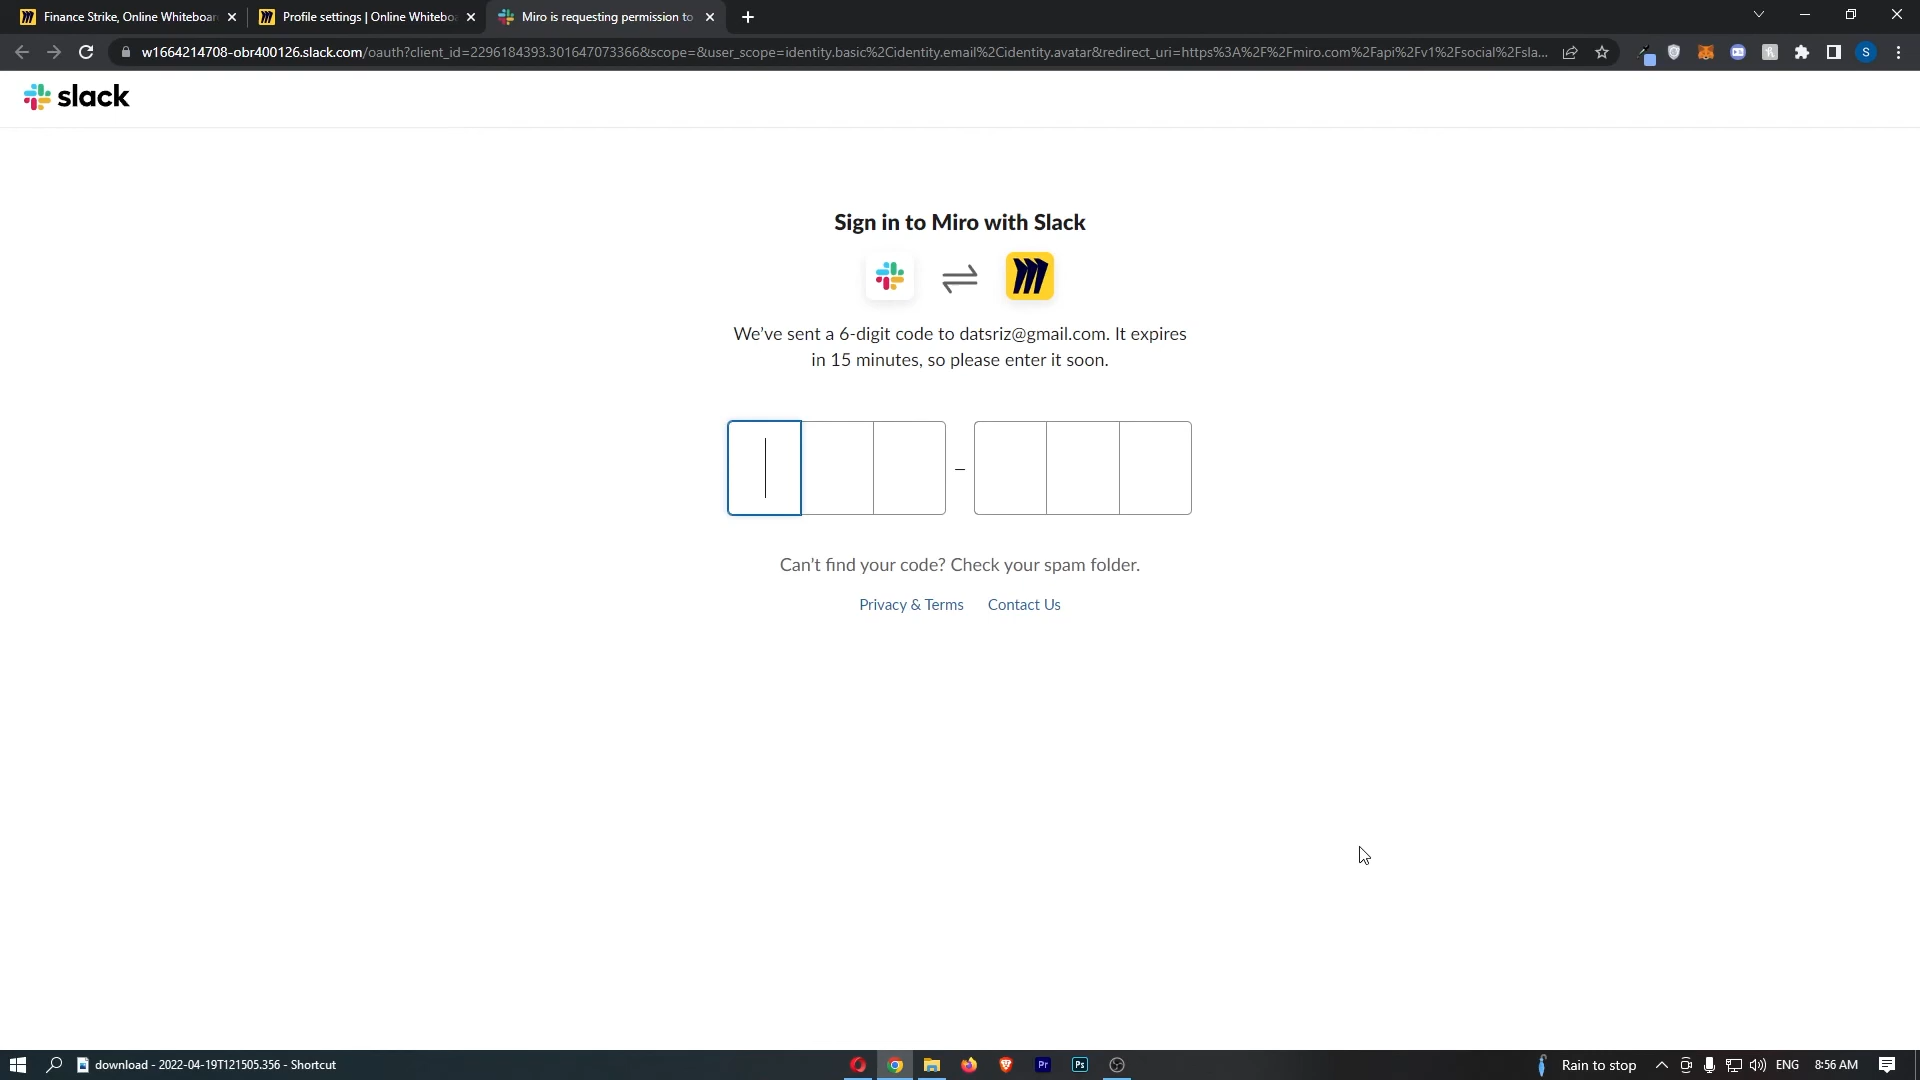 Finance Strike, Online Whiteboar
Profile settings | Online Whiteboa
Miro is requesting permission to
w1664214708-obr400126.slack.com/oauth?client_id=2296184393.301647073366&scope=&user_scope=identity.basic%2Cidentity.email%2Cidentity.avatar&redirect_uri=https%3A%2F%2Fmiro.com%2Fapi%2Fv1%2Fsocial%2Fsla...
S
slack
Sign in to Miro with Slack
We've sent a 6-digit code to datsriz@gmail.com. It expires
in 15 minutes, so please enter it soon.
–
Can't find your code? Check your spam folder.
Privacy & Terms Contact Us
download - 2022-04-19T121505.356 - Shortcut
Pr
Ps
Rain to stop
ENG
8:56 AM